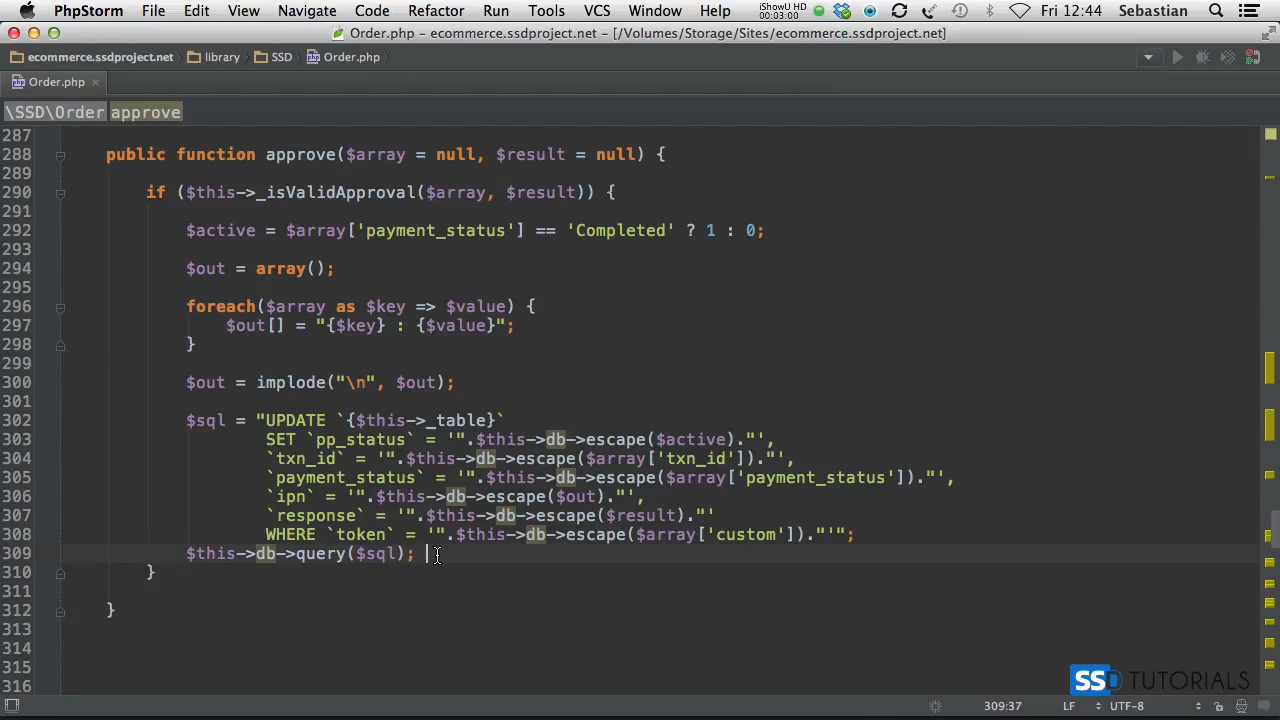 PhpStorm File Edit View Navigate Code Refactor Run Tools VCS Window Help iShowU HD 00:03:00 Fri 12:44 Sebastian
Order.php – ecommerce.ssdproject.net – [/Volumes/Storage/Sites/ecommerce.ssdproject.net]
ecommerce.ssdproject.net library SSD Order.php
Order.php
\SSD\Order approve
287
288 public function approve($array = null, $result = null) {
289
290 if ($this->_isValidApproval($array, $result)) {
291
292 $active = $array['payment_status'] == 'Completed' ? 1 : 0;
293
294 $out = array();
295
296 foreach($array as $key => $value) {
297 $out[] = "{$key} : {$value}";
298 }
299
300 $out = implode("\n", $out);
301
302 $sql = "UPDATE `{$this->_table}`
303 SET `pp_status` = '".$this->db->escape($active)."',
304 `txn_id` = '".$this->db->escape($array['txn_id'])."',
305 `payment_status` = '".$this->db->escape($array['payment_status'])."',
306 `ipn` = '".$this->db->escape($out)."',
307 `response` = '".$this->db->escape($result)."'
308 WHERE `token` = '".$this->db->escape($array['custom'])."'";
309 $this->db->query($sql);
310 }
311
312 }
313
314
315
316
SSD TUTORIALS
309:37 LF UTF-8